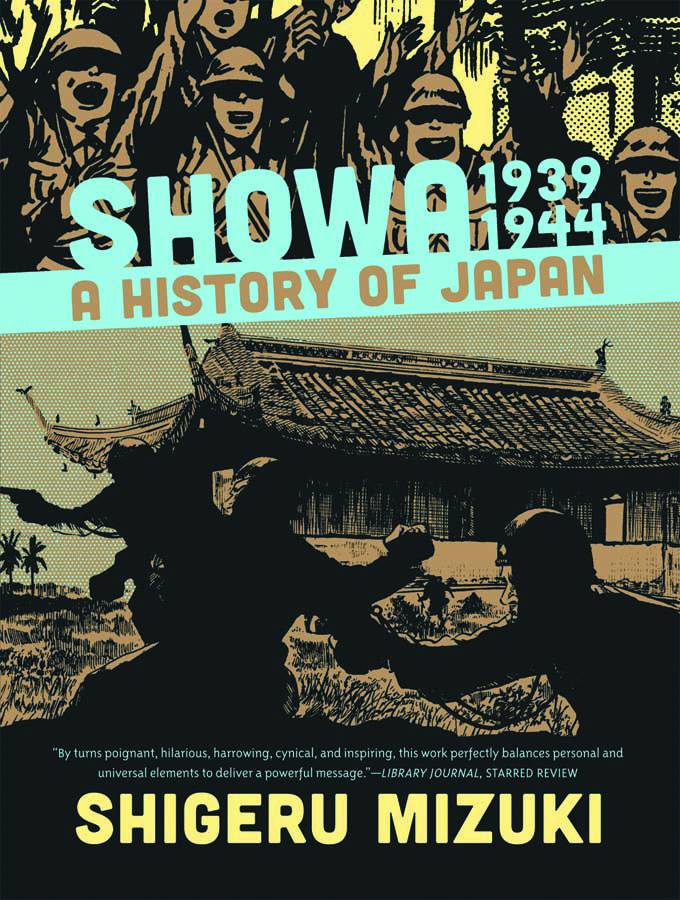 SHOWA 1939
1944
A HISTORY OF JAPAN
“By turns poignant, hilarious, harrowing, cynical, and inspiring, this work perfectly balances personal and
universal elements to deliver a powerful message.”—LIBRARY JOURNAL, STARRED REVIEW
SHIGERU MIZUKI